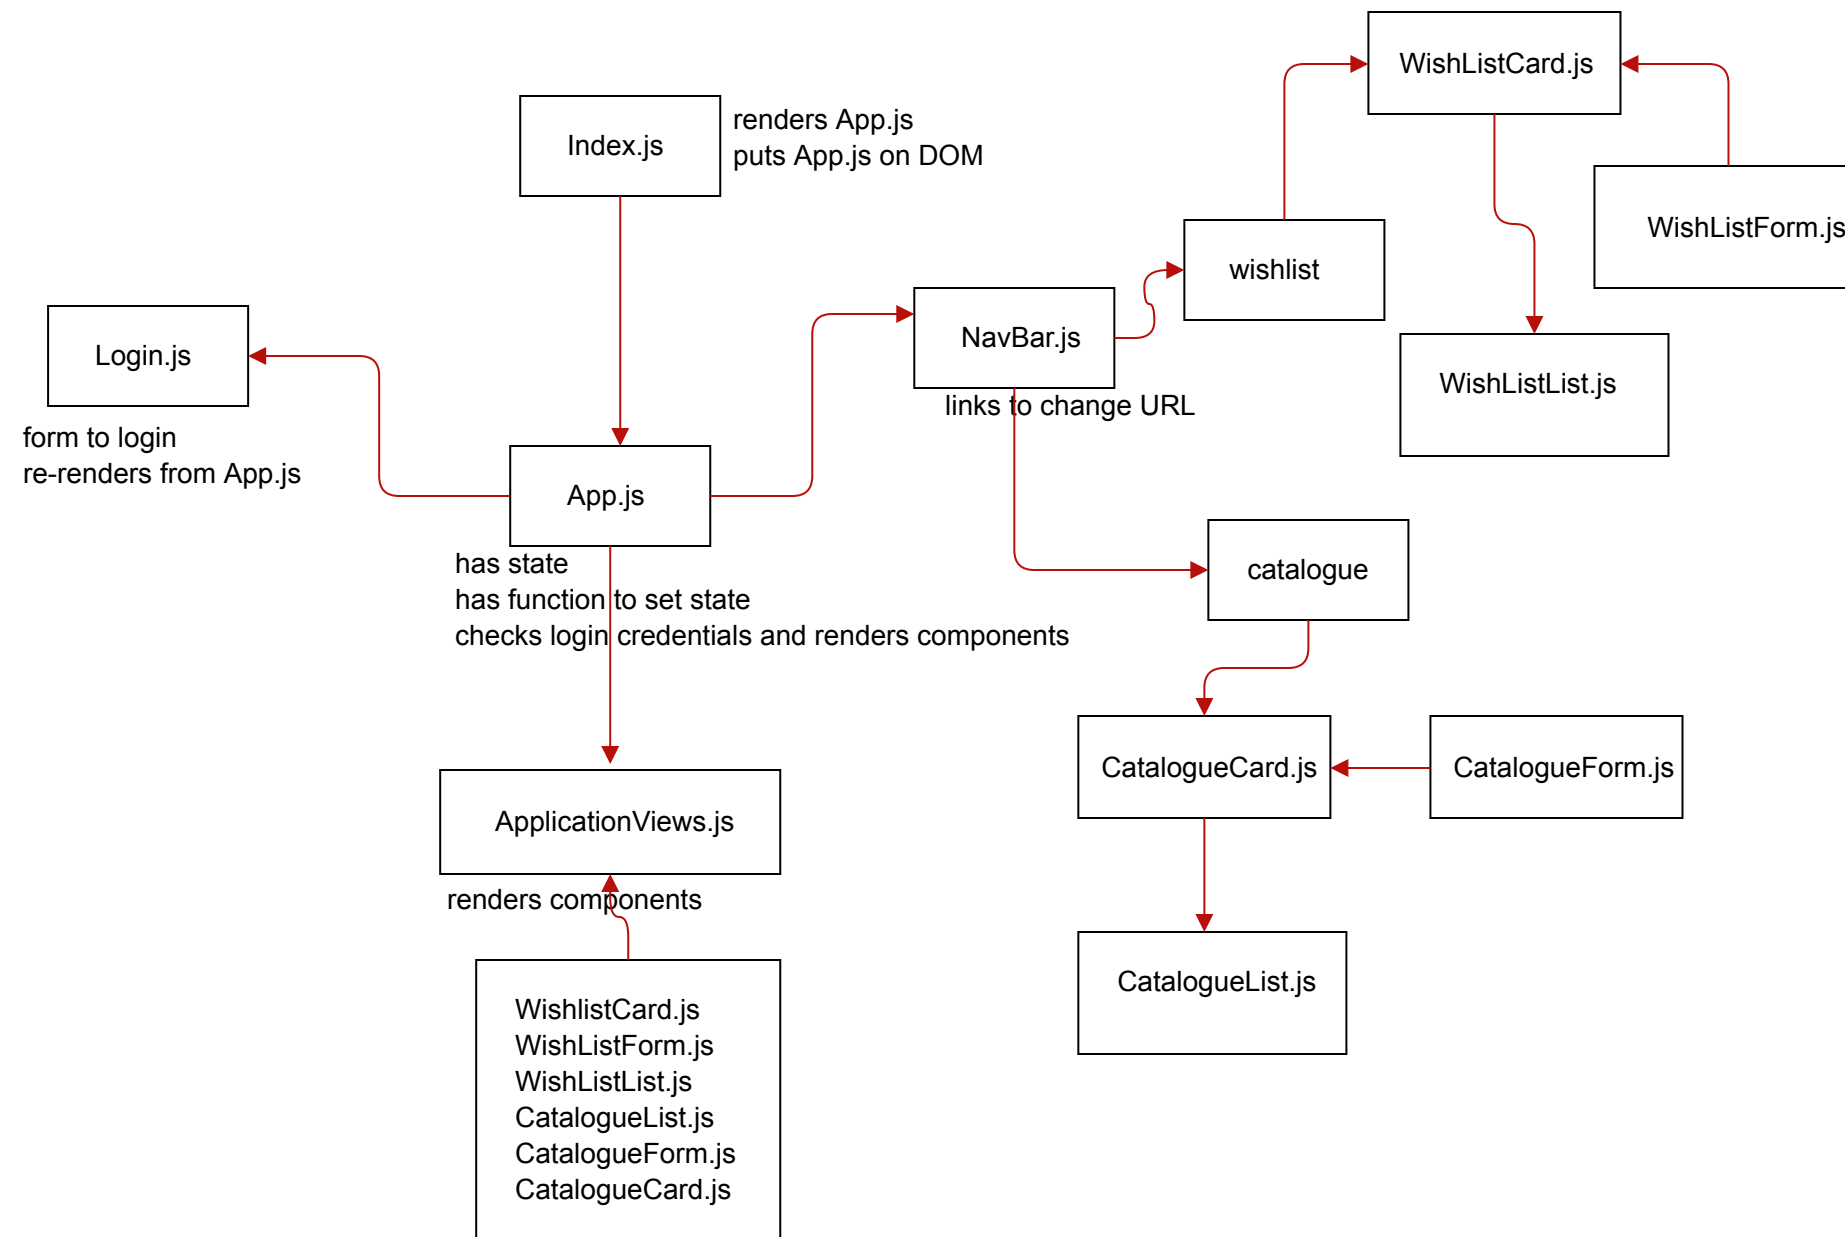 WishListCard.js
Index.js
renders App.js
puts App.js on DOM
WishListForm.js
wishlist
NavBar.js
links to change URL
Login.js
form to login
re-renders from App.js
WishListList.js
App.js
has state
has function to set state
checks login credentials and renders components
catalogue
CatalogueCard.js
CatalogueForm.js
ApplicationViews.js
renders components
CatalogueList.js
WishlistCard.js
WishListForm.js
WishListList.js
CatalogueList.js
CatalogueForm.js
CatalogueCard.js